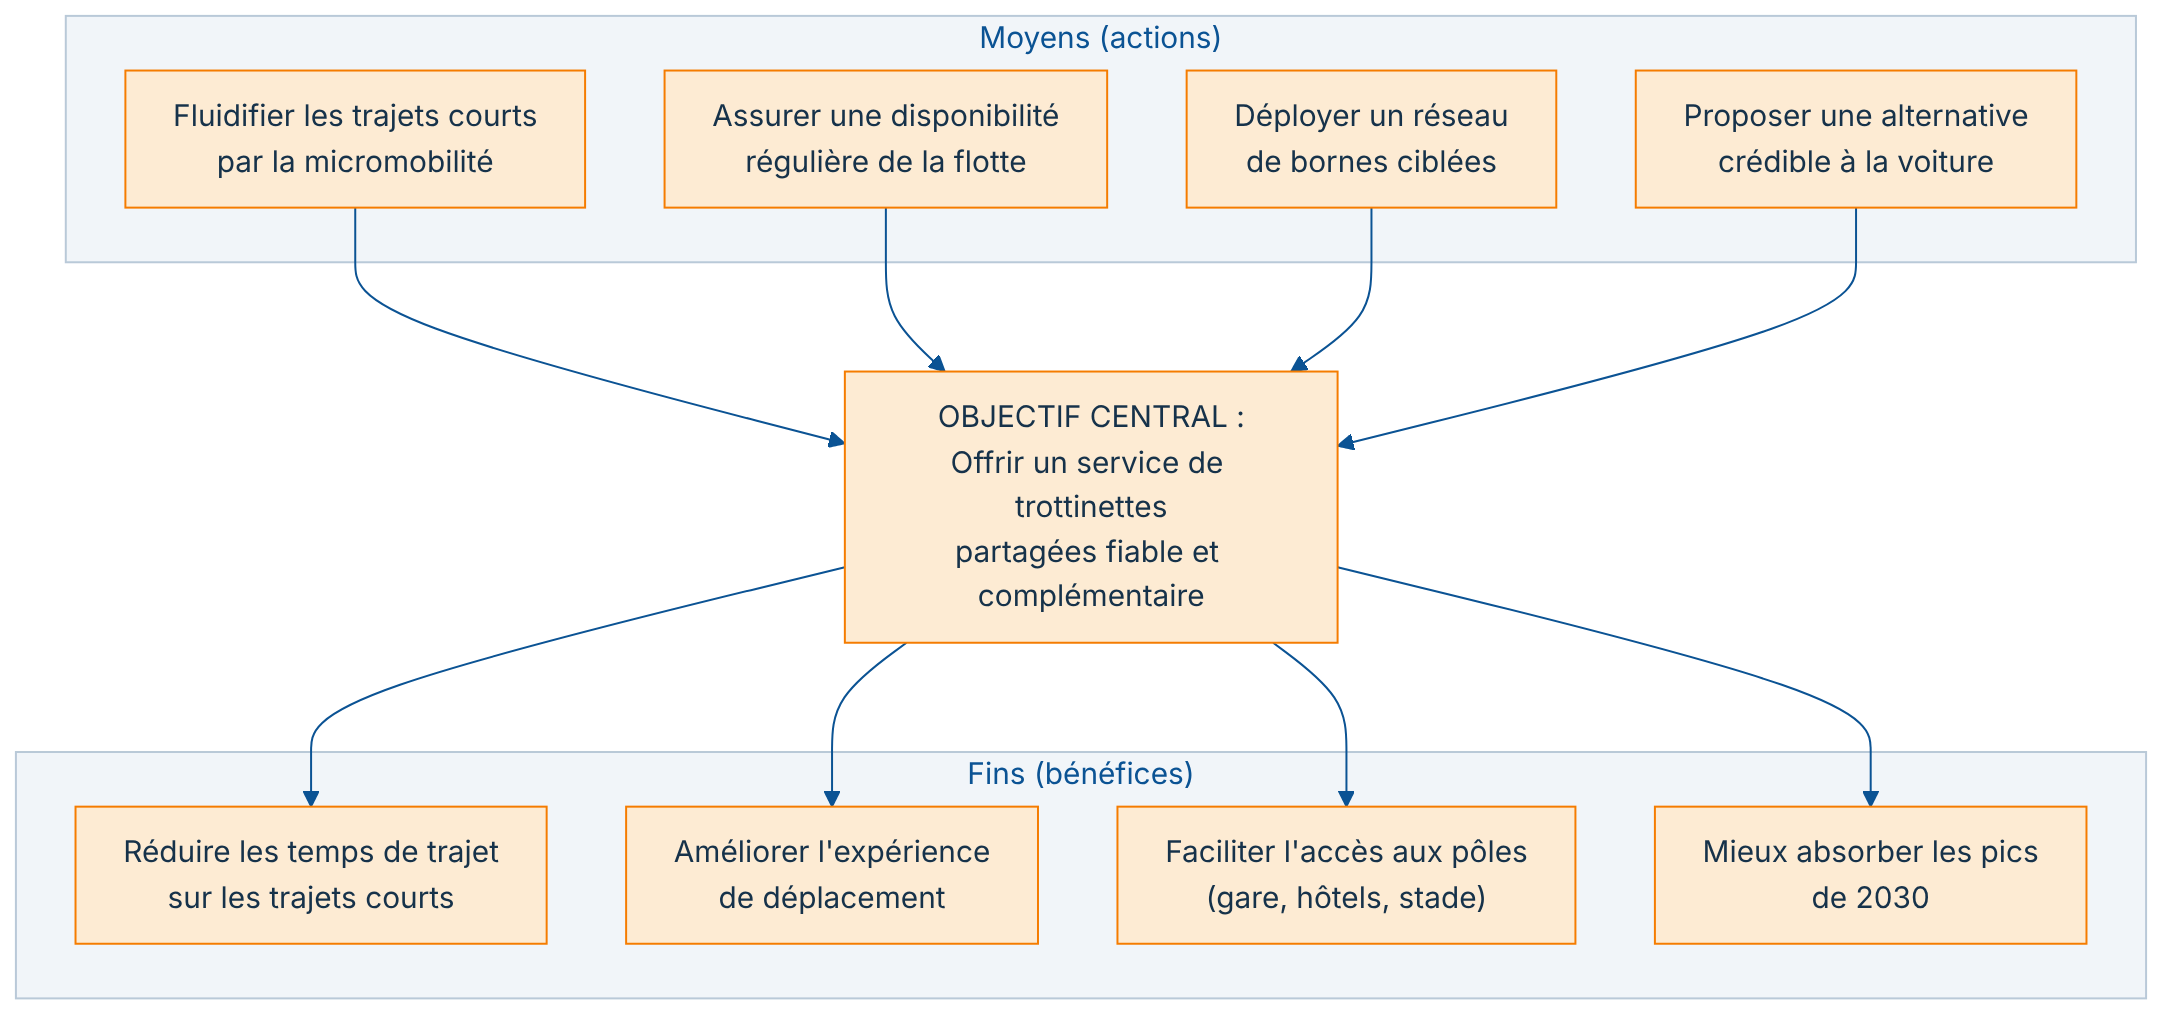 Moyens (actions)
Fluidifier les trajets courts
par la micromobilité
Assurer une disponibilité
régulière de la flotte
Déployer un réseau
de bornes ciblées
Proposer une alternative
crédible à la voiture
OBJECTIF CENTRAL :
Offrir un service de
trottinettes
partagées fiable et
complémentaire
Fins (bénéfices)
Réduire les temps de trajet
sur les trajets courts
Améliorer l'expérience
de déplacement
Faciliter l'accès aux pôles
(gare, hôtels, stade)
Mieux absorber les pics
de 2030